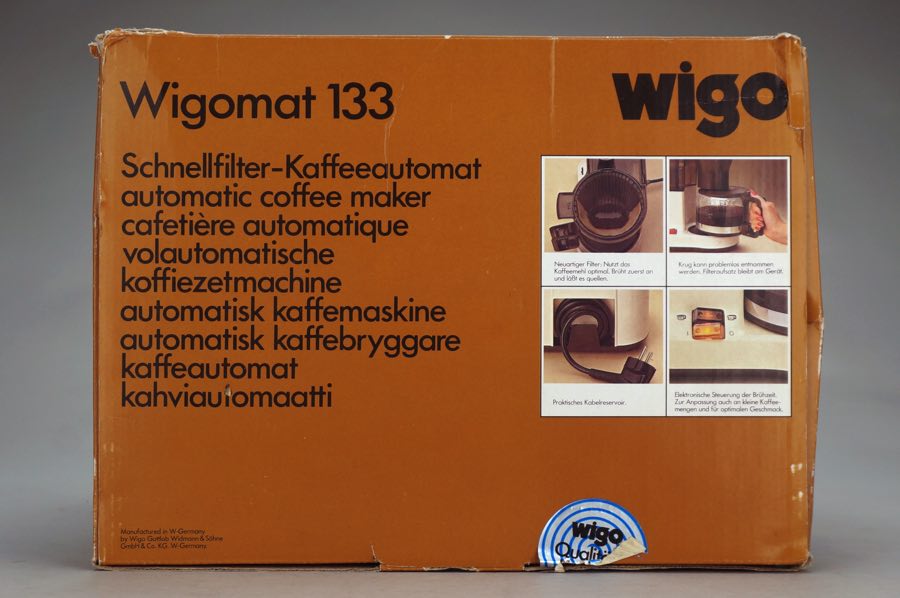 Wigomat 133
wigo
Schnellfilter-Kaffeeautomat
automatic coffee maker
cafetière automatique
volautomatische
koffiezetmachine
automatisk kaffemaskine
automatisk kaffebryggare
kaffeautomat
kahviautomaatti
Neuartiger Filter: Nutzt das
Kaffeemehl optimal. Brüht zuerst an
und läßt es quellen.
Krug kann problemlos entnommen
werden. Filteraufsatz bleibt am Gerät.
Praktisches Kabelreservoir.
Elektronische Steuerung der Brühzeit.
Zur Anpassung auch an kleine Kaffee-
mengen und für optimalen Geschmack.
Manufactured in W-Germany
by Wigo Gottlob Widmann & Söhne
GmbH & Co. KG. W-Germany.
wigo
Qualit